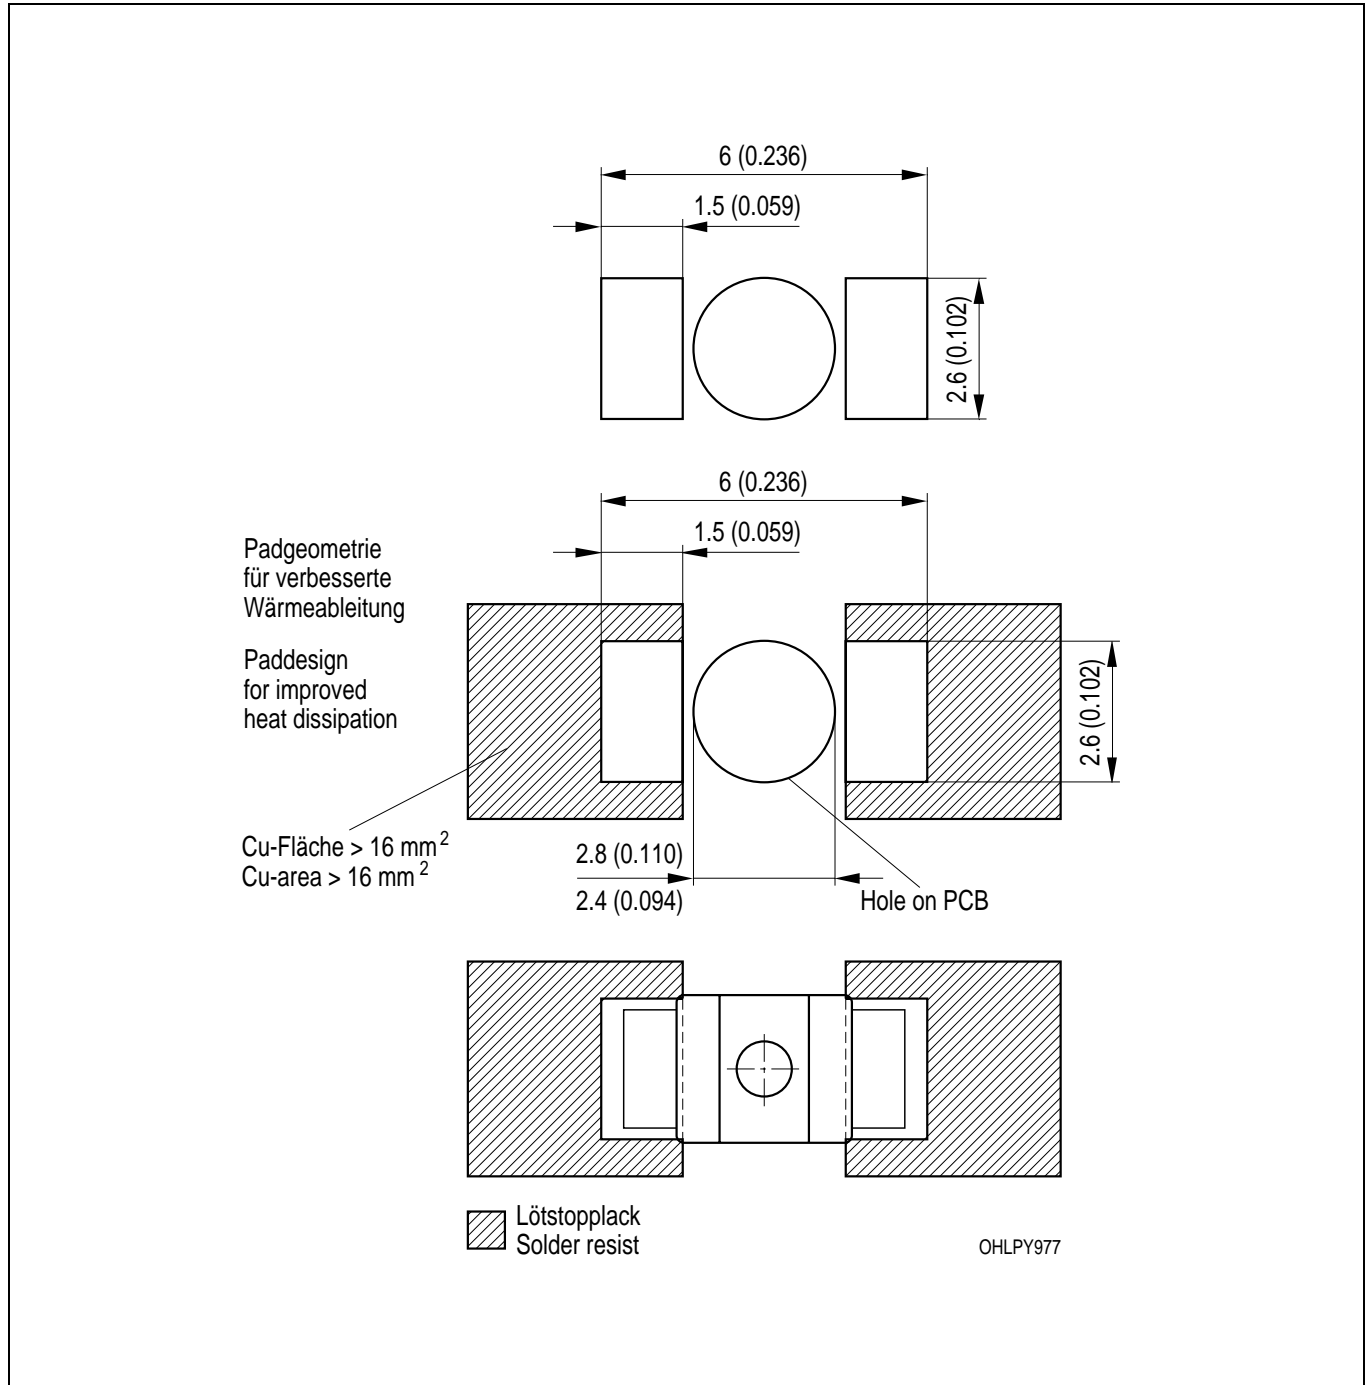 6 (0.236)
1.5 (0.059)
2.6 (0.102)
6 (0.236)
1.5 (0.059)
Padgeometrie
für verbesserte
Wärmeableitung
Paddesign
for improved
heat dissipation
2.6 (0.102)
Cu-Fläche > 16 mm²
Cu-area > 16 mm²
2.8 (0.110)
2.4 (0.094)
Hole on PCB
Lötstopplack
Solder resist
OHLPY977